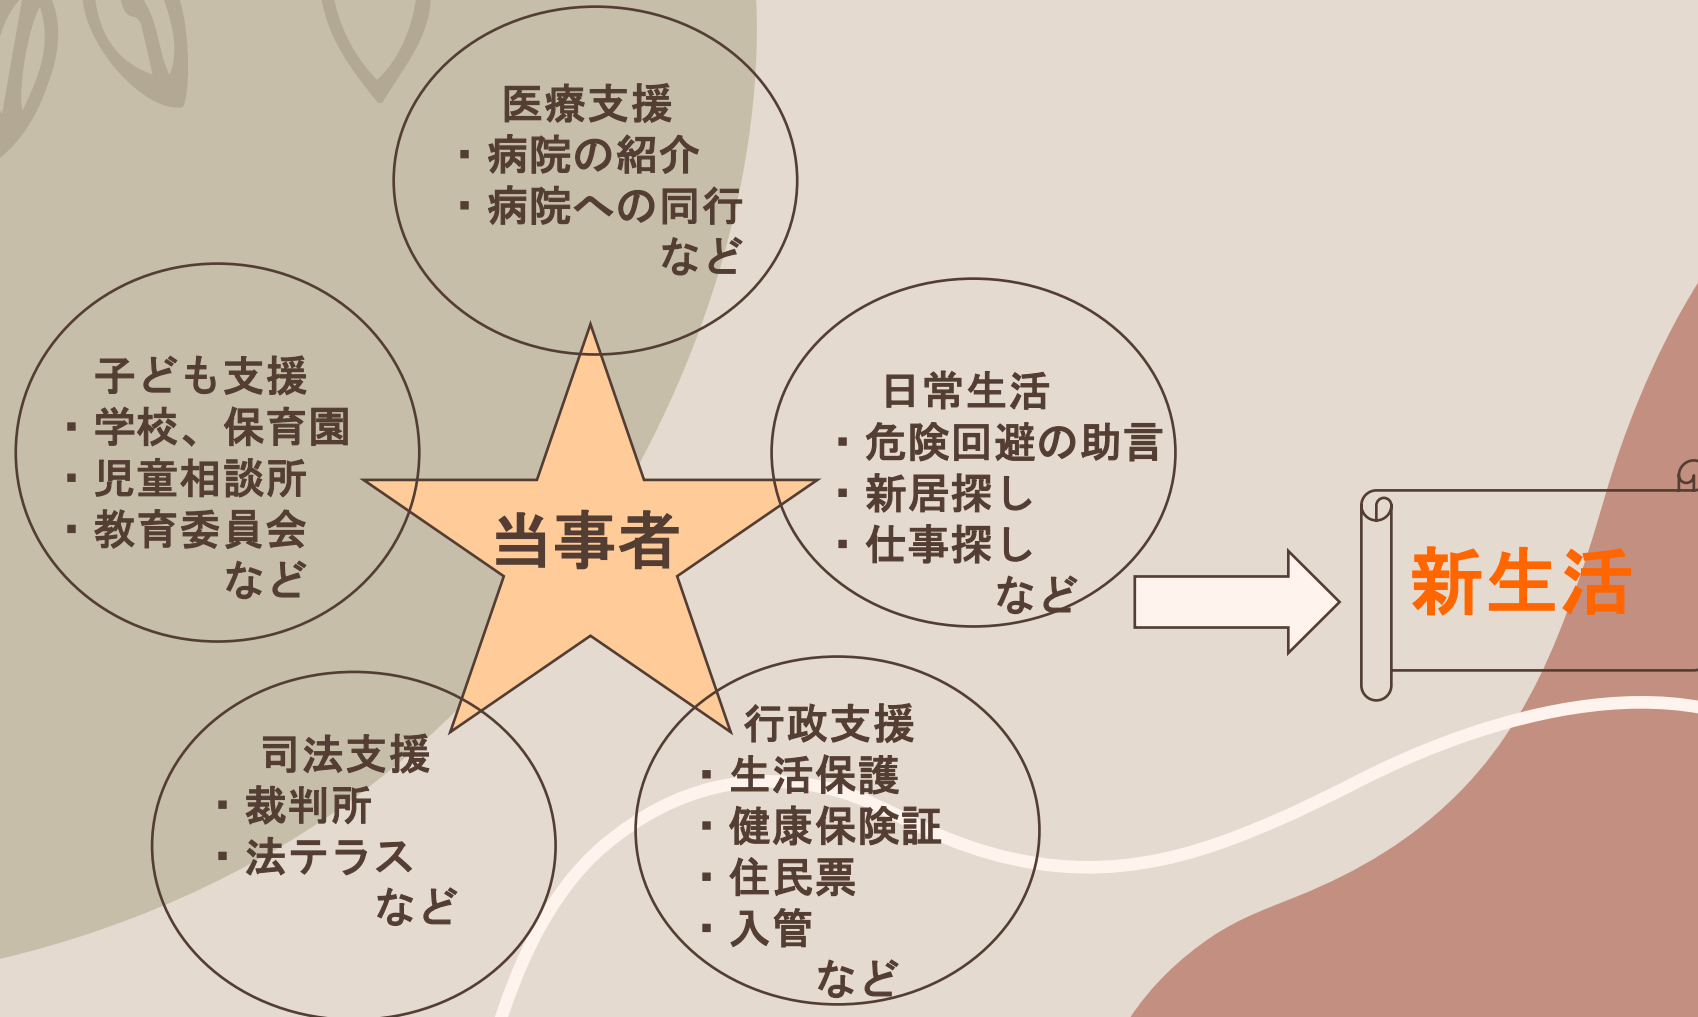 医療支援
・病院の紹介
・病院への同行
など
子ども支援
・学校、保育園
・児童相談所
・教育委員会
など
当事者
日常生活
・危険回避の助言
・新居探し
・仕事探し
など
新生活
司法支援
・裁判所
・法テラス
など
行政支援
・生活保護
・健康保険証
・住民票
・入管
など